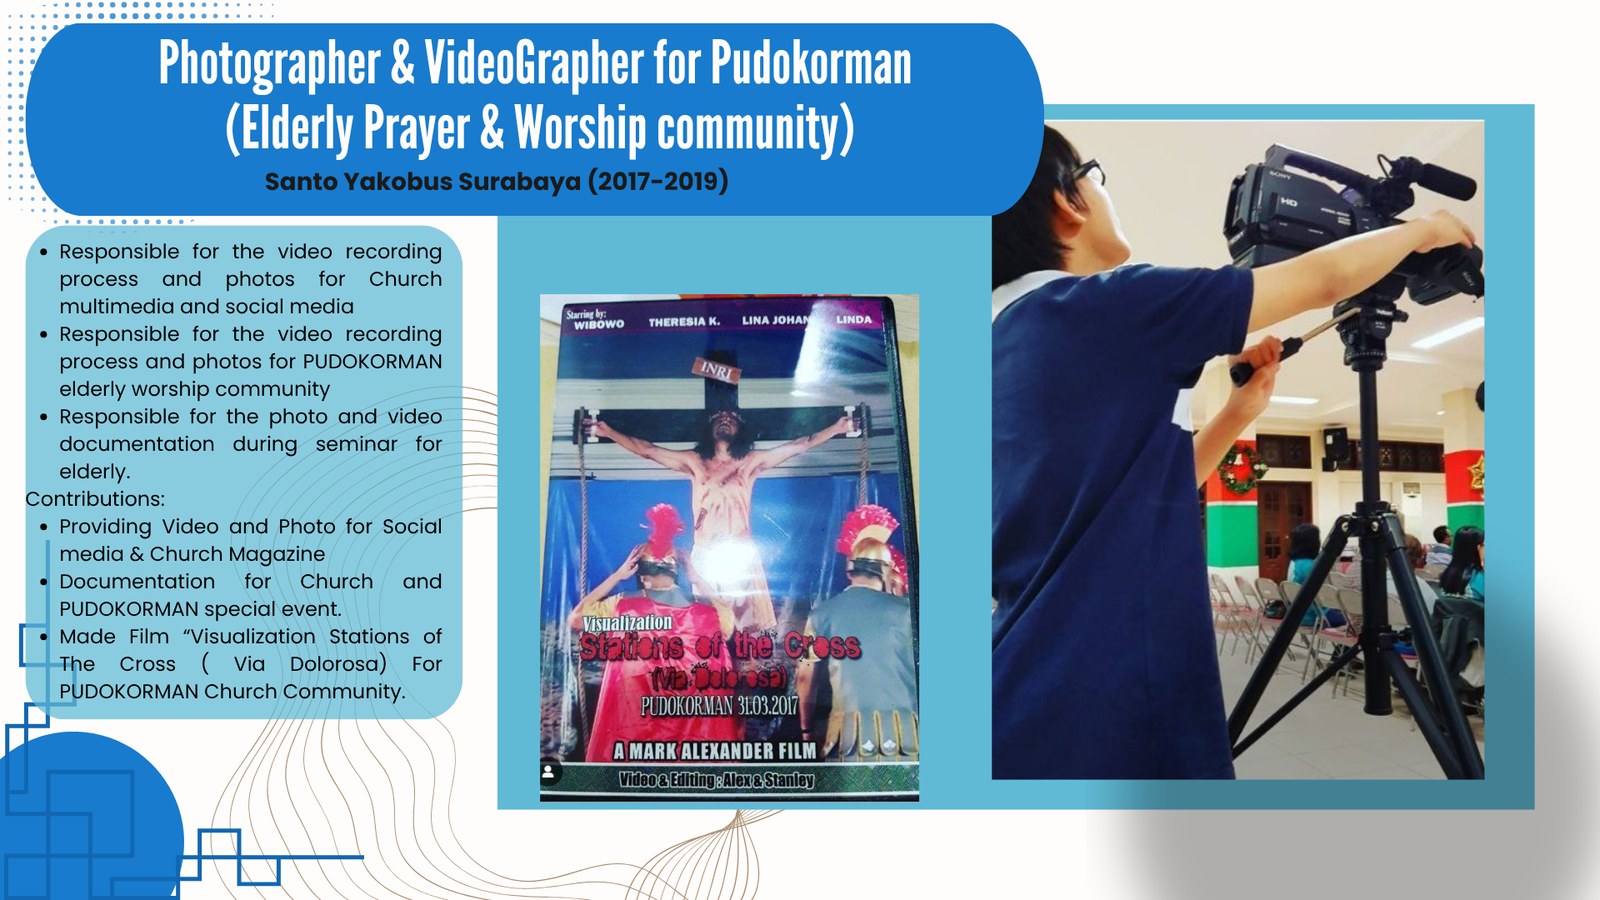 Photographer & VideoGrapher for Pudokorman
(Elderly Prayer & Worship community)
Santo Yakobus Surabaya (2017-2019)
• Responsible for the video recording
process and photos for Church
multimedia and social media
• Responsible for the video recording
process and photos for PUDOKORMAN
elderly worship community
• Responsible for the photo and video
documentation during seminar for
elderly.
Contributions:
• Providing Video and Photo for Social
media & Church Magazine
• Documentation for Church and
PUDOKORMAN special event.
• Made Film “Visualization Stations of
The Cross ( Via Dolorosa) For
PUDOKORMAN Church Community.
Starring by:
WIBOWO THERESIA K. LINA JOHAN LINDA
INRI
Visualization
Stations of the Cross
(Via Dolorosa)
PUDOKORMAN 31.03.2017
A MARK ALEXANDER FILM
Video & Editing : Alex & Stanley
SONY
HD